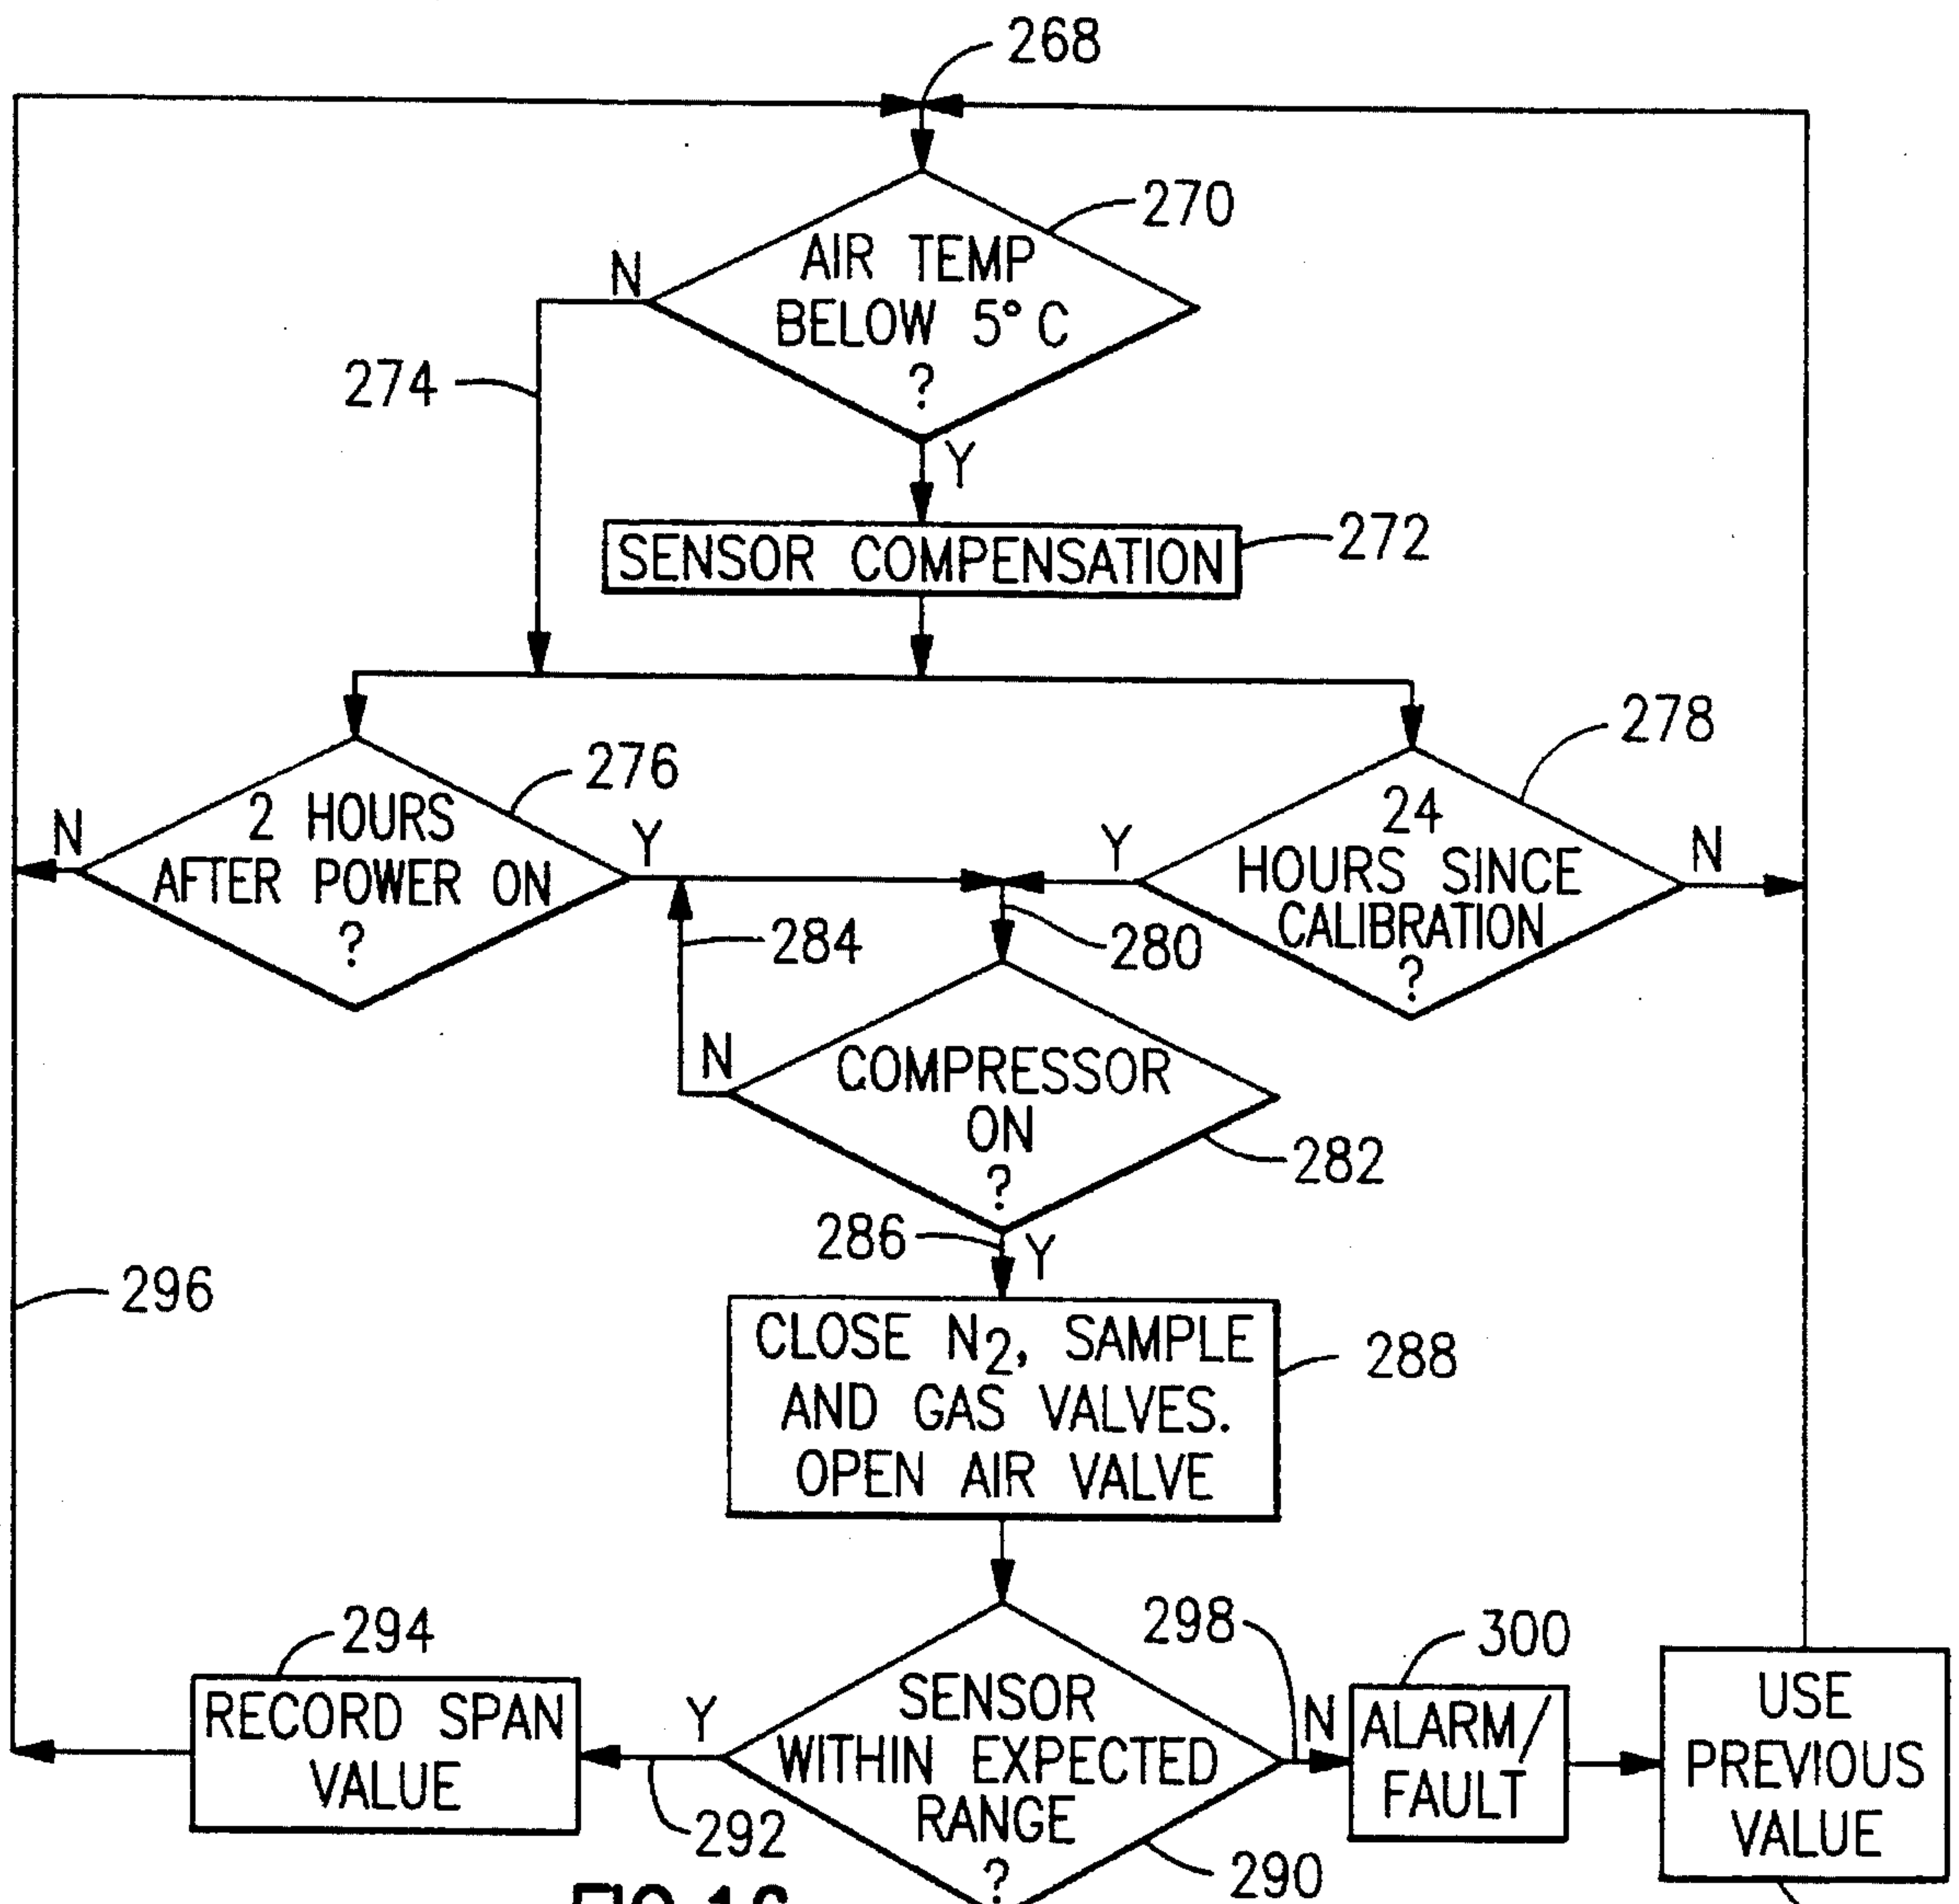 268
270
N
AIR TEMP
BELOW 5° C
?
274
Y
SENSOR COMPENSATION
272
278
276
2 HOURS
AFTER POWER ON
?
N
Y
24
HOURS SINCE
CALIBRATION
?
Y
N
284
280
N
COMPRESSOR
ON
?
282
286
Y
296
CLOSE N2, SAMPLE
AND GAS VALVES.
OPEN AIR VALVE
288
294
298
300
RECORD SPAN
VALUE
Y
SENSOR
WITHIN EXPECTED
RANGE
?
N
ALARM/
FAULT
USE
PREVIOUS
VALUE
292
290